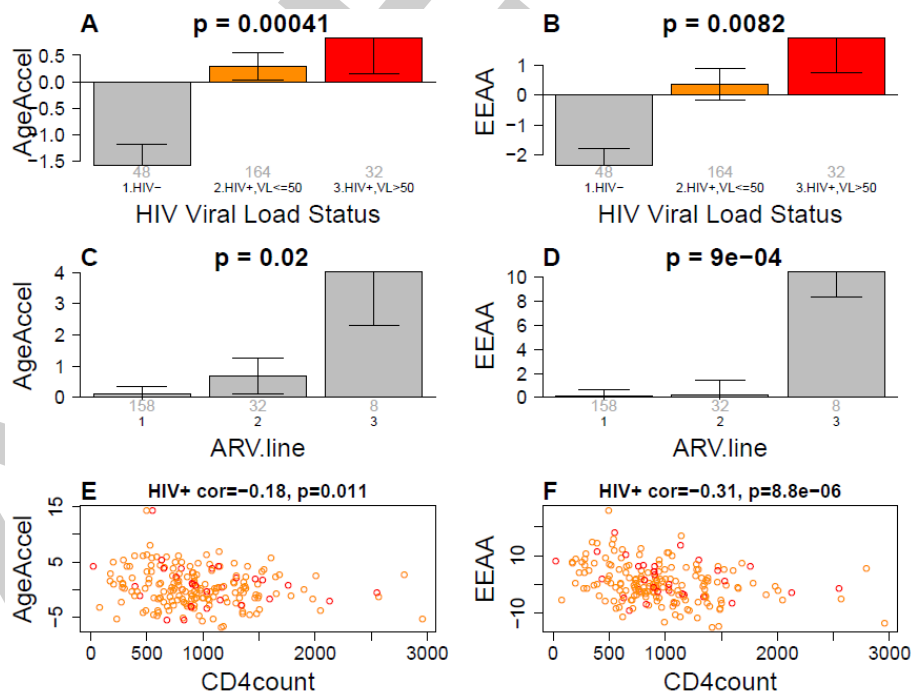 A p = 0.00041
AgeAccel
0.5
0.0
−0.5
−1.0
−1.5
48 164 32
1.HIV− 2.HIV+,VL<=50 3.HIV+,VL>50
HIV Viral Load Status
B p = 0.0082
EEAA
1
0
−1
−2
48 164 32
1.HIV− 2.HIV+,VL<=50 3.HIV+,VL>50
HIV Viral Load Status
C p = 0.02
AgeAccel
4
3
2
1
0
158 32 8
1 2 3
ARV.line
D p = 9e−04
EEAA
10
8
6
4
2
0
158 32 8
1 2 3
ARV.line
E HIV+ cor=−0.18, p=0.011
AgeAccel
15
5
−5
0 500 1000 2000 3000
CD4count
F HIV+ cor=−0.31, p=8.8e−06
EEAA
10
−10
0 500 1000 2000 3000
CD4count